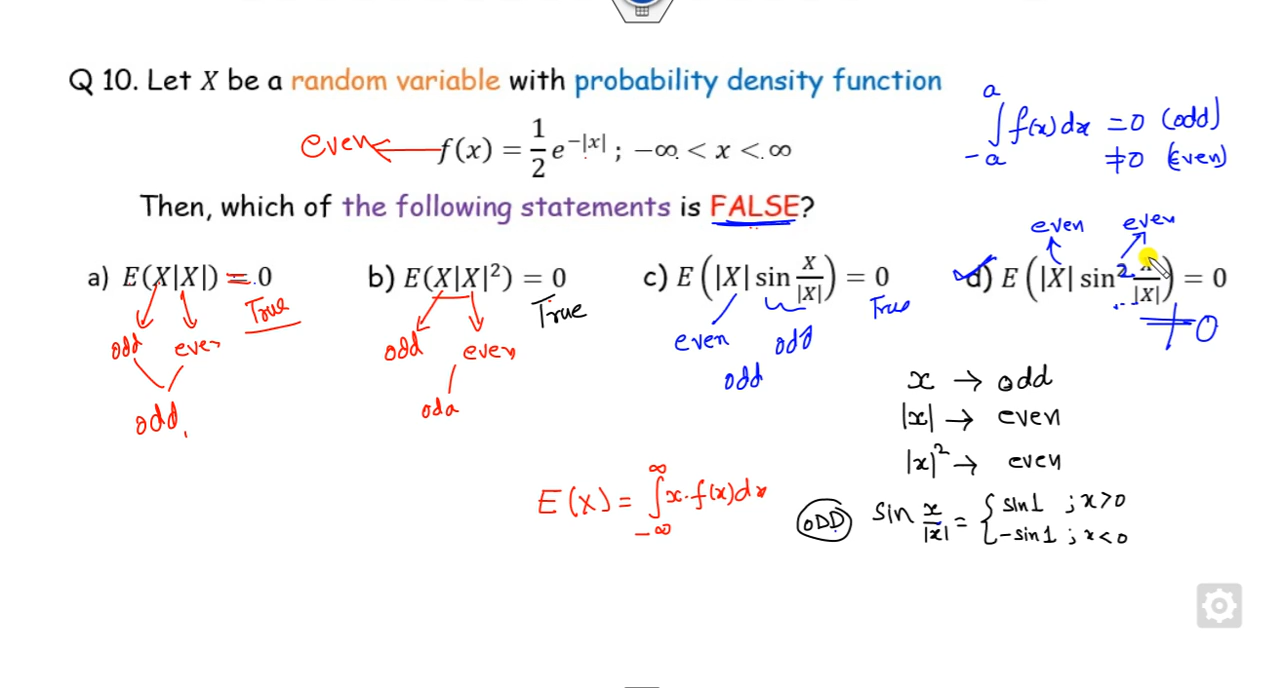 Q 10. Let X be a random variable with probability density function
even ← f(x) = 1/2 e^{-|x|} ; −∞ < x < ∞
∫_{-a}^{a} f(x)dx = 0 (odd)
≠0 (Even)
Then, which of the following statements is FALSE?
a) E(X|X|) = 0
True
odd even
odd
b) E(X|X|²) = 0
True
odd even
oda
c) E(|X| sin X/|X|) = 0
True
even odd
odd
even even
d) E(|X| sin² X/|X|) = 0
≠0
x → odd
|x| → even
|x|² → even
E(X) = ∫_{-∞}^{∞} x.f(x)dx
ODD sin x/|x| = { sin1 ; x>0
-sin1 ; x<0